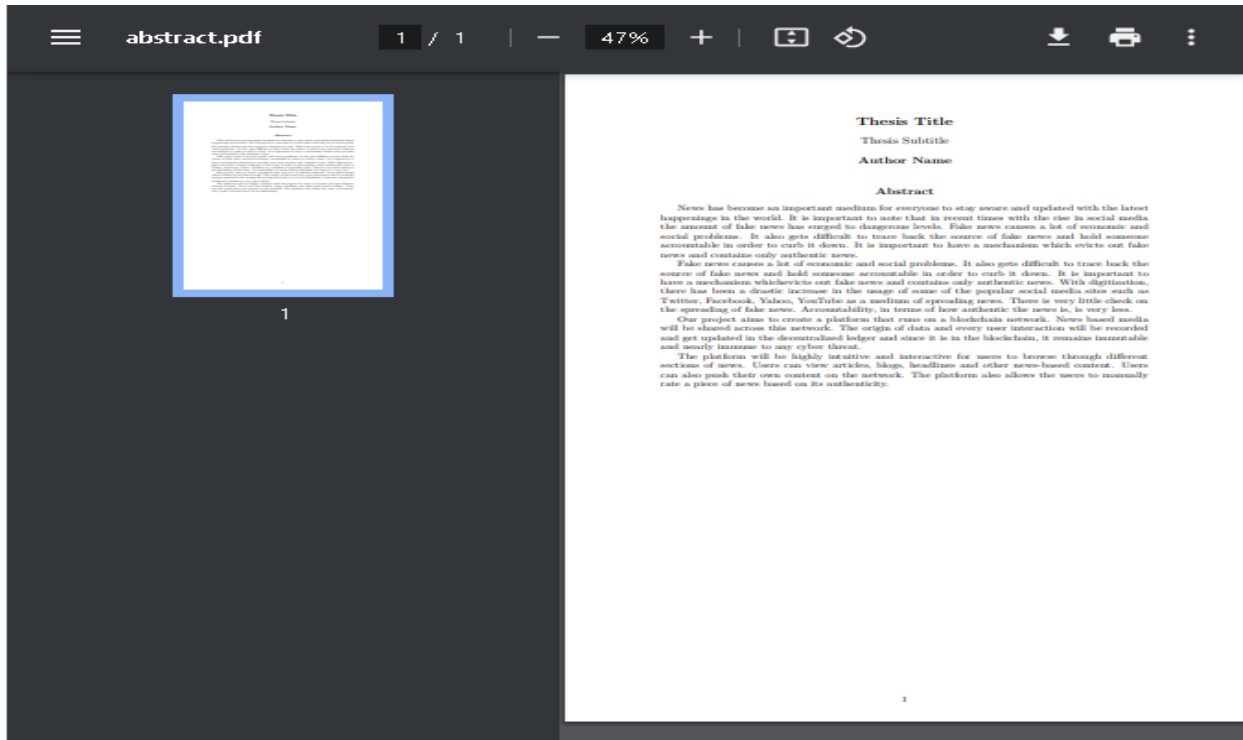 abstract.pdf
1 / 1
47%
1
Thesis Title
Thesis Subtitle
Author Name
Abstract
News has become an important medium for everyone to stay aware and updated with the latest
happenings in the world. It is important to note that in recent times with the rise in social media
the amount of fake news has surged to dangerous levels. Fake news causes a lot of economic and
social problems. It also gets difficult to trace back the source of fake news and hold someone
accountable in order to curb it down. It is important to have a mechanism which evicts out fake
news and contains only authentic news.
Fake news causes a lot of economic and social problems. It also gets difficult to trace back the
source of fake news and hold someone accountable in order to curb it down. It is important to
have a mechanism whichevicts out fake news and contains only authentic news. With digitization,
there has been a drastic increase in the usage of some of the popular social media sites such as
Twitter, Facebook, Yahoo, YouTube as a medium of spreading news. There is very little check on
the spreading of fake news. Accountability, in terms of how authentic the news is, is very less.
Our project aims to create a platform that runs on a blockchain network. News based media
will be shared across this network. The origin of data and every user interaction will be recorded
and get updated in the decentralized ledger and since it is in the blockchain, it remains immutable
and nearly immune to any cyber threat.
The platform will be highly intuitive and interactive for users to browse through different
sections of news. Users can view articles, blogs, headlines and other news-based content. Users
can also push their own content on the network. The platform also allows the users to manually
rate a piece of news based on its authenticity.
1